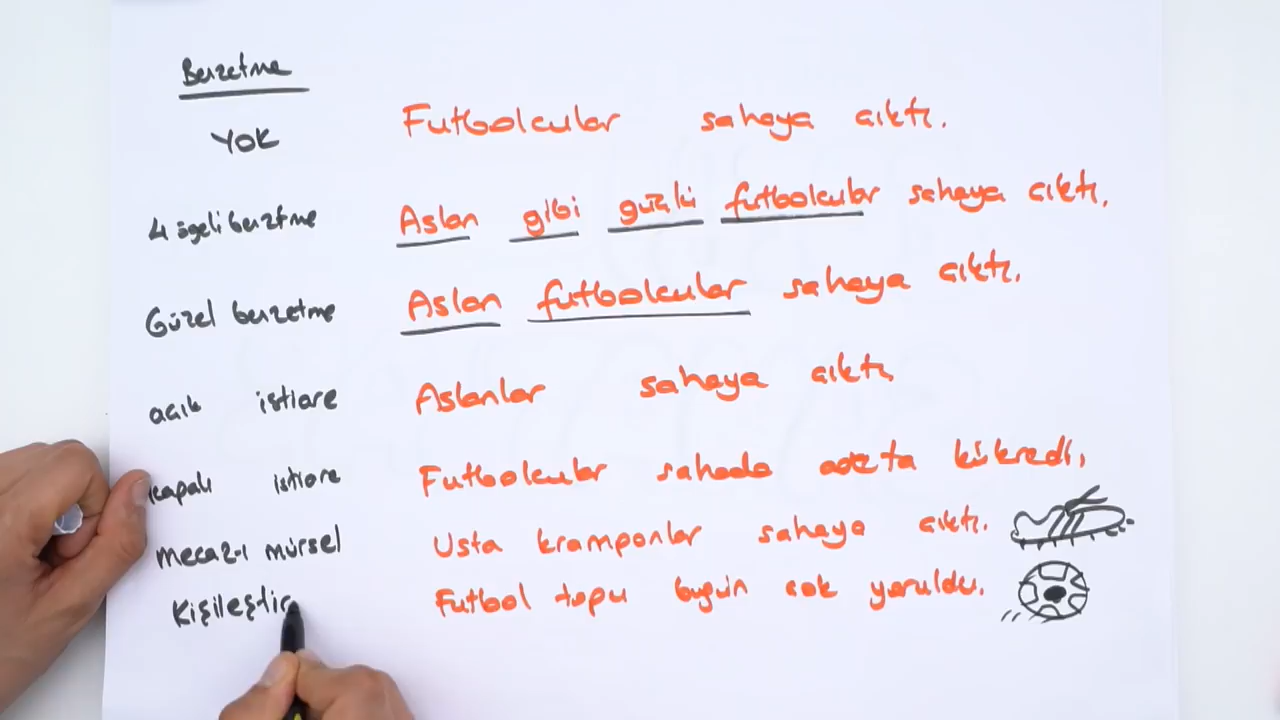 Benzetme
Yok Futbolcular sahaya çıktı.
4 ögeli benzetme Aslan gibi güçlü futbolcular sahaya çıktı.
Güzel benzetme Aslan futbolcular sahaya çıktı.
açık istiare Aslanlar sahaya çıktı
kapalı istiare Futbolcular sahada adeta kükredi.
mecaz-ı mürsel Usta kramponlar sahaya çıktı.
Kişileştir Futbol topu bugün çok yoruldu.